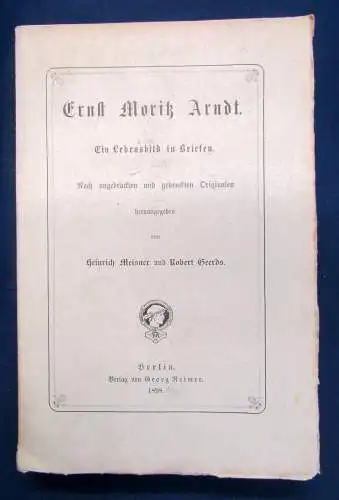 Ernst Moritz Arndt.
Ein Lebensbild in Briefen.
Nach ungedruckten und gedruckten Originalen
herausgegeben
von
Heinrich Meisner und Robert Geerds.
Berlin.
Verlag von Georg Reimer.
1898.